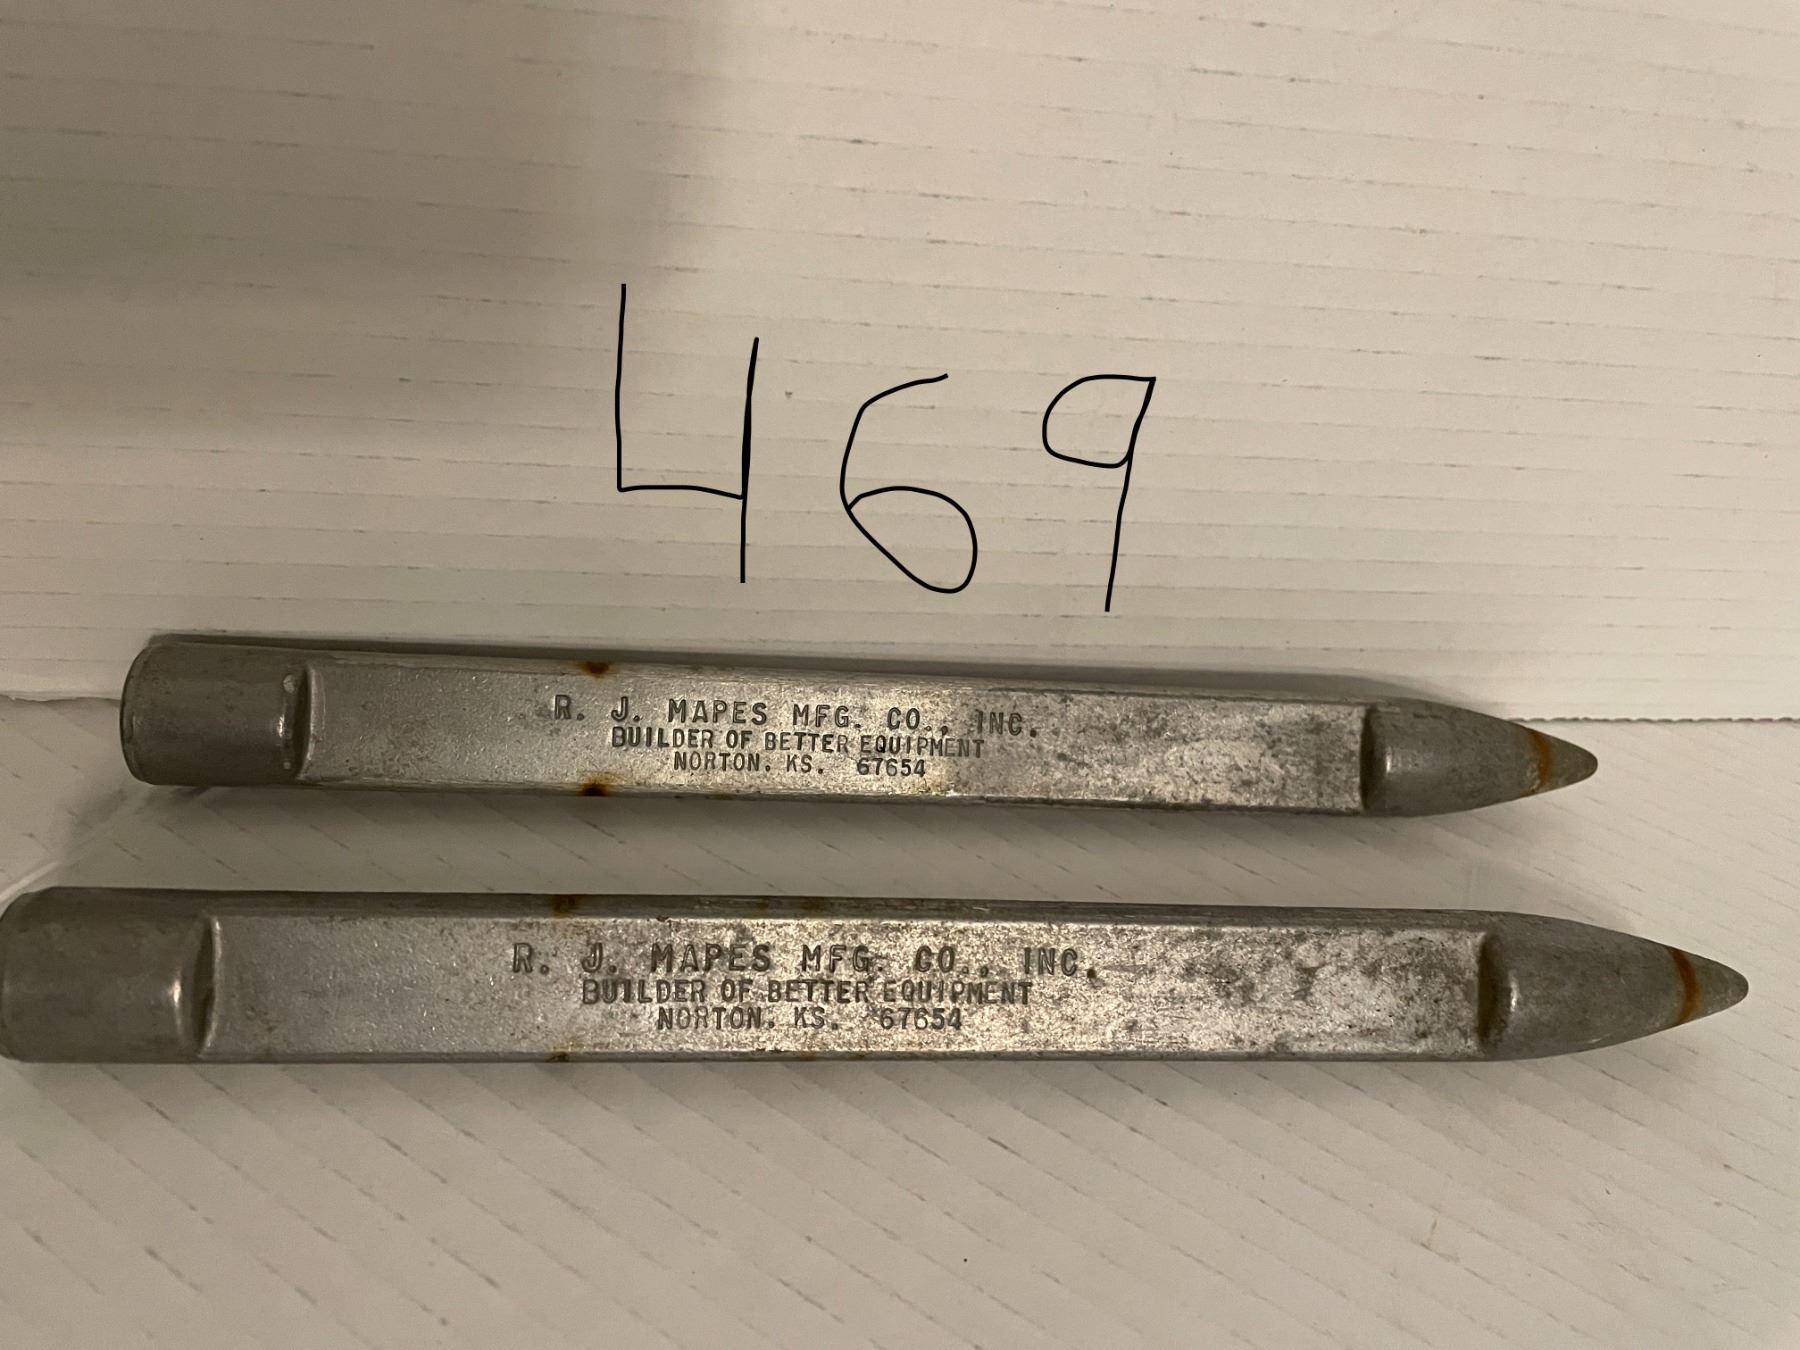 469
R. J. MAPES MFG. CO., INC.
BUILDER OF BETTER EQUIPMENT
NORTON, KS. 67654
R. J. MAPES MFG. CO., INC.
BUILDER OF BETTER EQUIPMENT
NORTON, KS. 67654